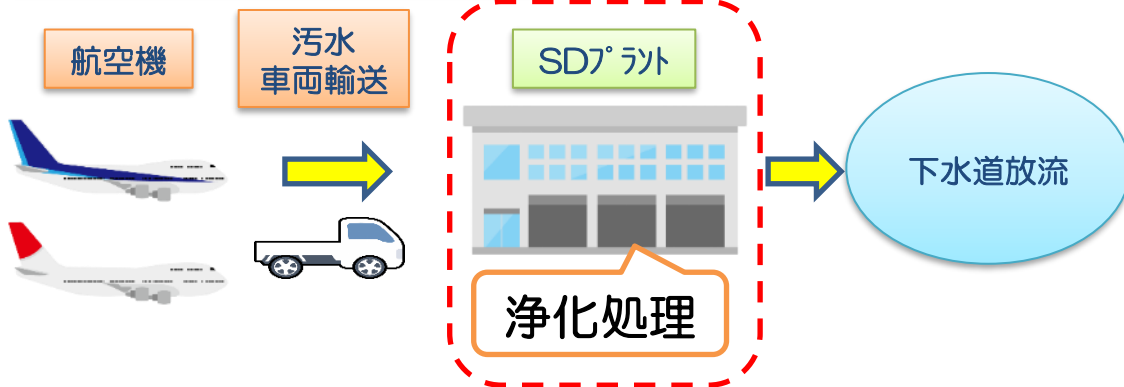 航空機
汚水
車両輸送
SDﾌﾟﾗﾝﾄ
下水道放流
浄化処理